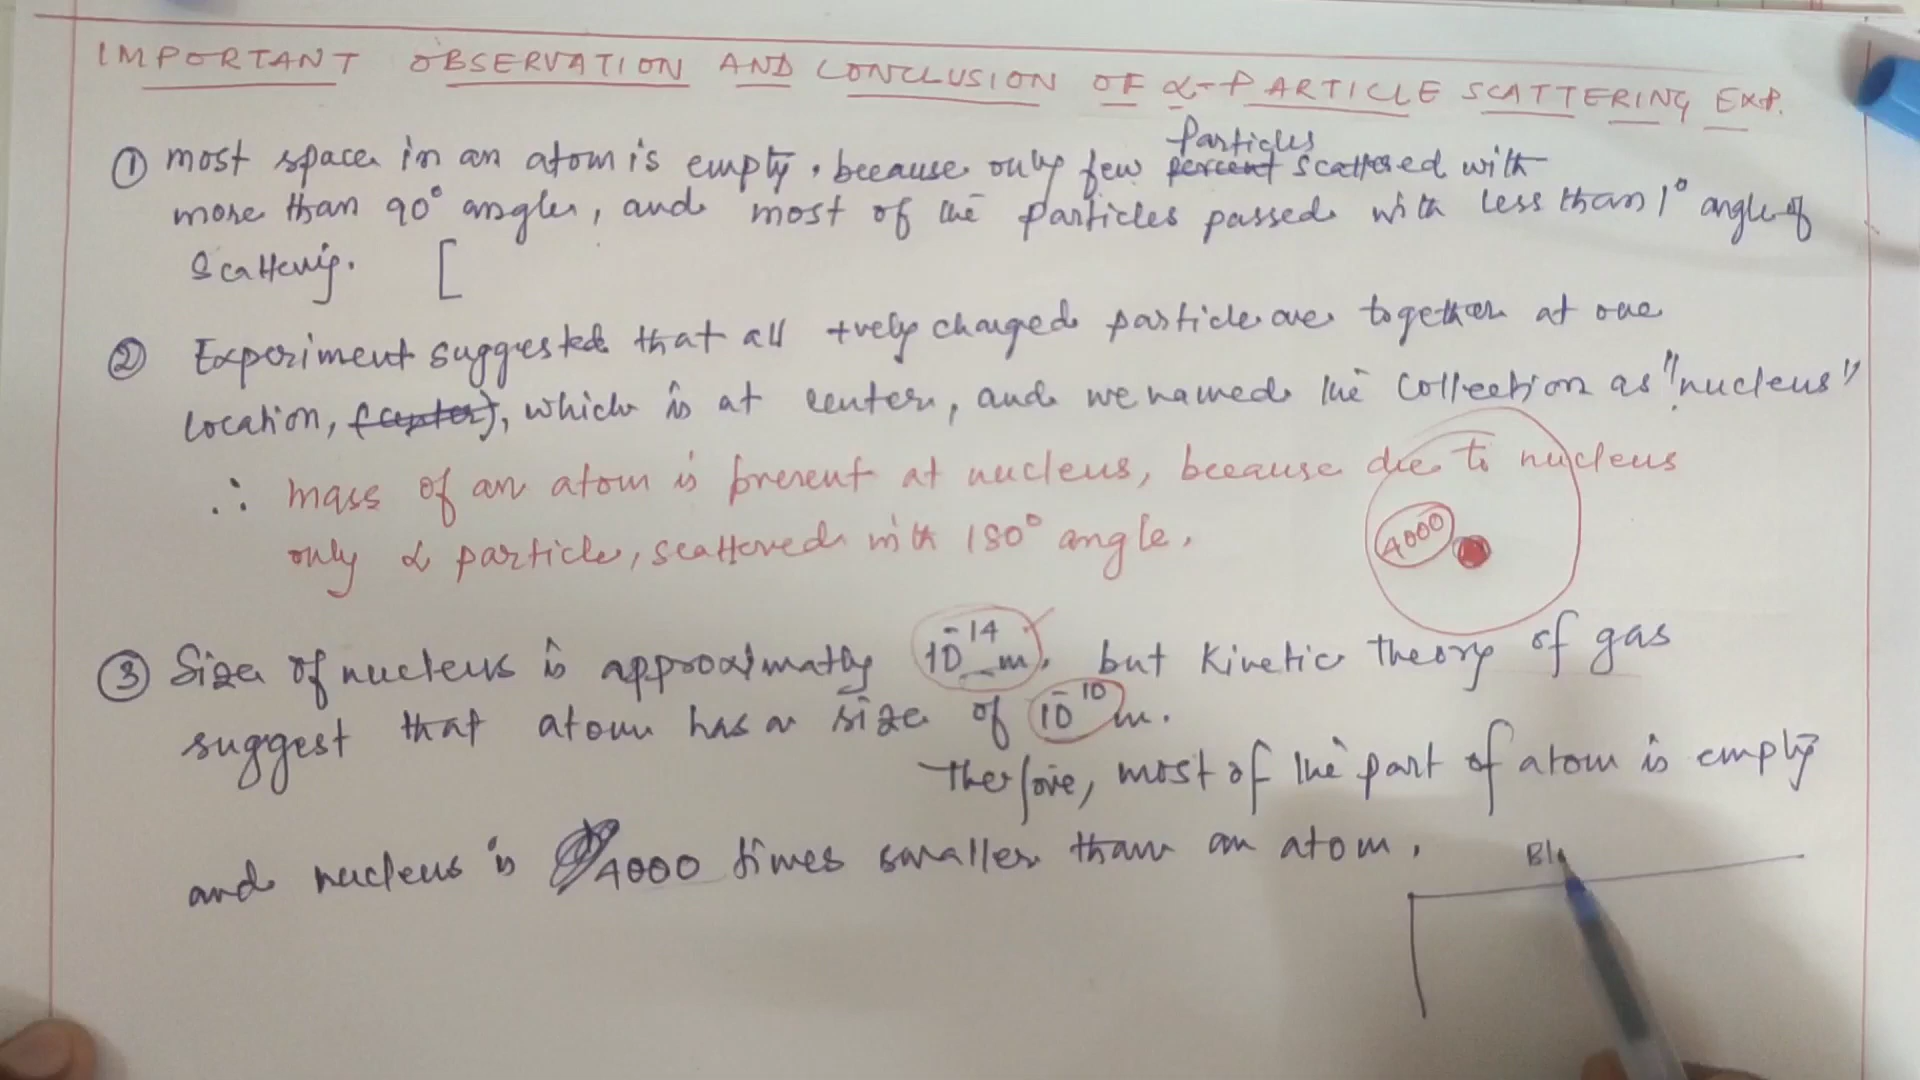 IMPORTANT OBSERVATION AND CONCLUSION OF α-PARTICLE SCATTERING EXP.
① most space in an atom is empty, because only few percent particles scattered with
more than 90° angles, and most of the particles passed with less than 1° angle of
scattering. [
② Experiment suggested that all +vely charged particle are together at one
location, (center), which is at center, and we named the collection as "nucleus"
∴ mass of an atom is present at nucleus, because due to nucleus
only α particle, scattered with 180° angle.
4000
③ Size of nucleus is approximatly 10⁻¹⁴ m, but kinetic theory of gas
suggest that atom has a size of 10⁻¹⁰ m.
Therfore, most of the part of atom is empty
and nucleus is 4000 times smaller than an atom.
Bl